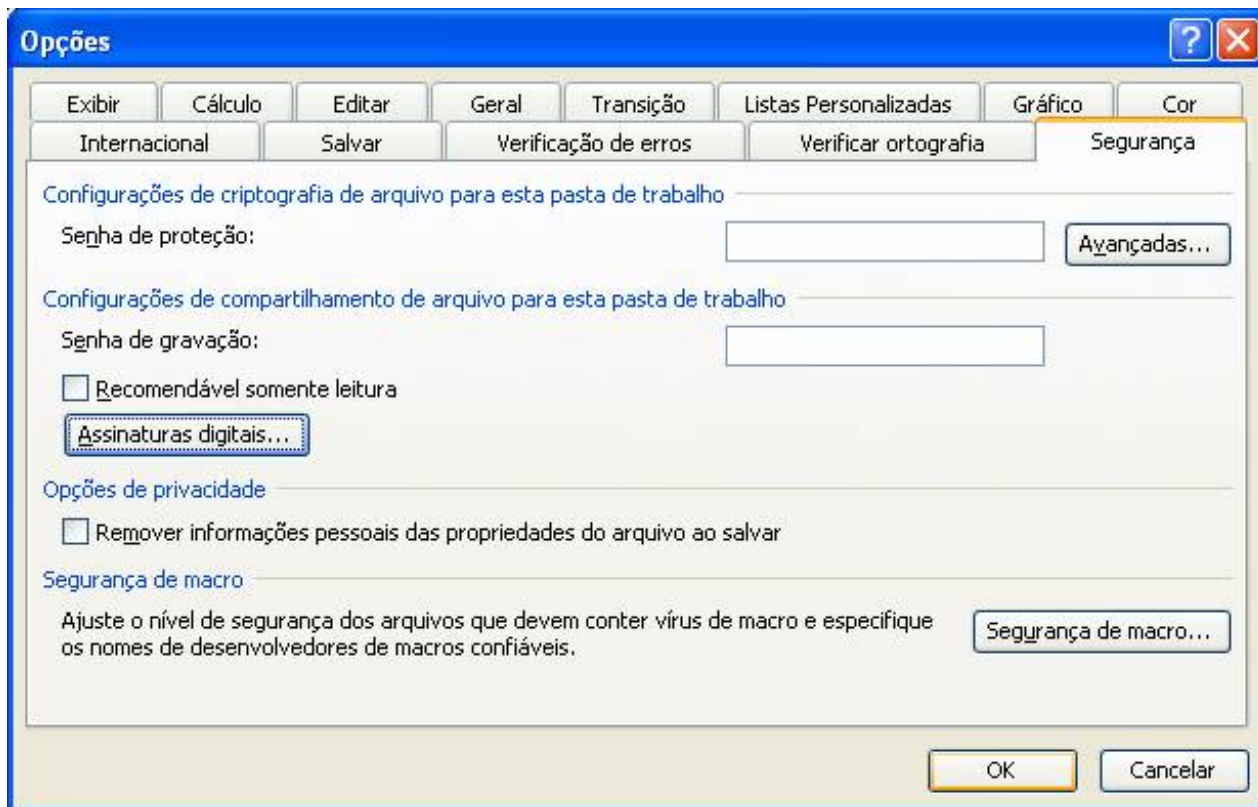 Opções
Exibir Cálculo Editar Geral Transição Listas Personalizadas Gráfico Cor
Internacional Salvar Verificação de erros Verificar ortografia Segurança
Configurações de criptografia de arquivo para esta pasta de trabalho
Senha de proteção: Avançadas...
Configurações de compartilhamento de arquivo para esta pasta de trabalho
Senha de gravação:
Recomendável somente leitura
Assinaturas digitais...
Opções de privacidade
Remover informações pessoais das propriedades do arquivo ao salvar
Segurança de macro
Ajuste o nível de segurança dos arquivos que devem conter vírus de macro e especifique
os nomes de desenvolvedores de macros confiáveis.
Segurança de macro...
OK Cancelar